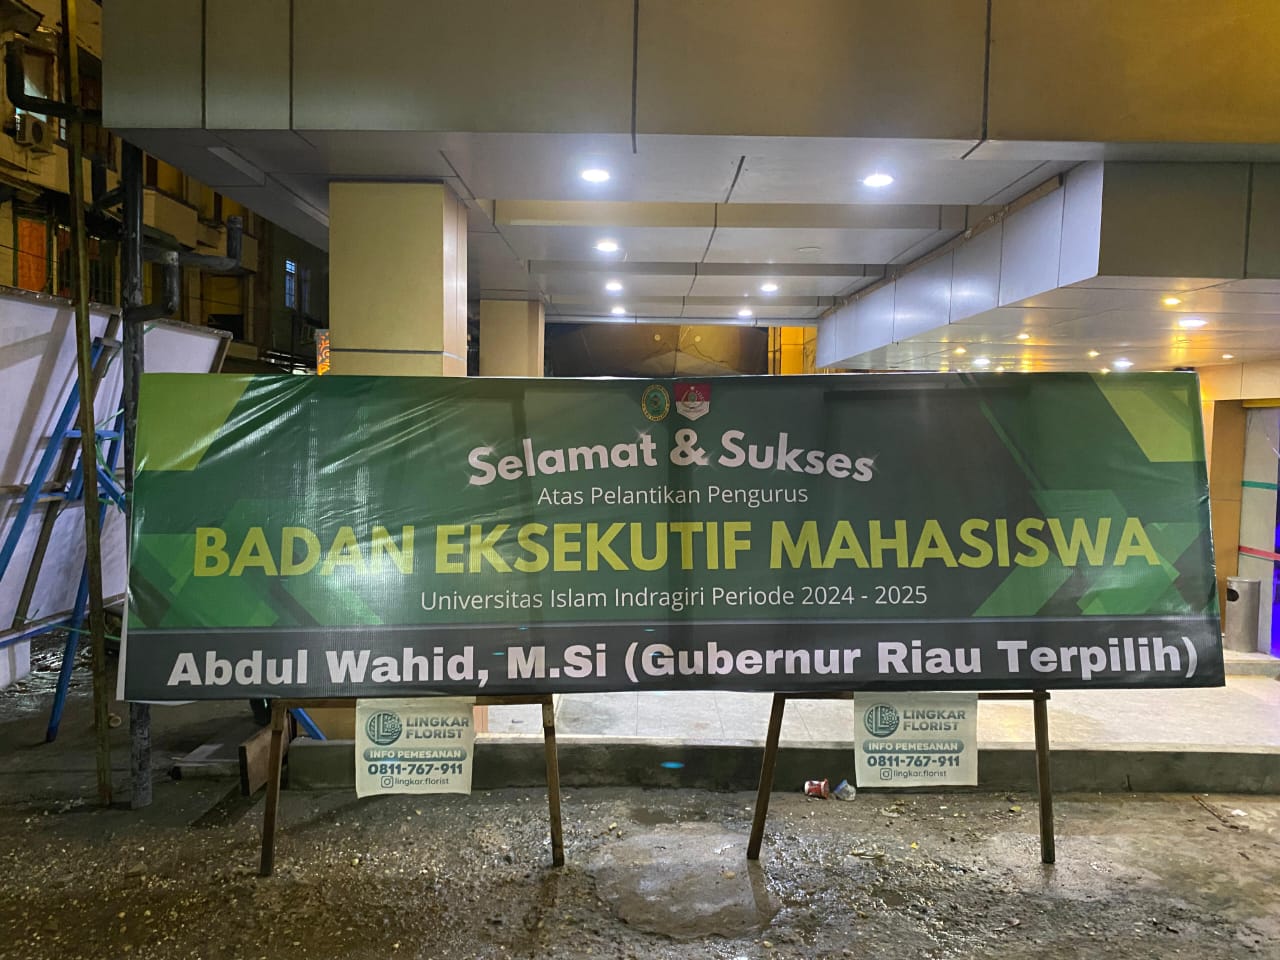 Selamat & Sukses
Atas Pelantikan Pengurus
BADAN EKSEKUTIF MAHASISWA
Universitas Islam Indragiri Periode 2024 - 2025
Abdul Wahid, M.Si (Gubernur Riau Terpilih)
LINGKAR
FLORIST
INFO PEMESANAN
0811-767-911
lingkar.florist
LINGKAR
FLORIST
INFO PEMESANAN
0811-767-911
lingkar.florist